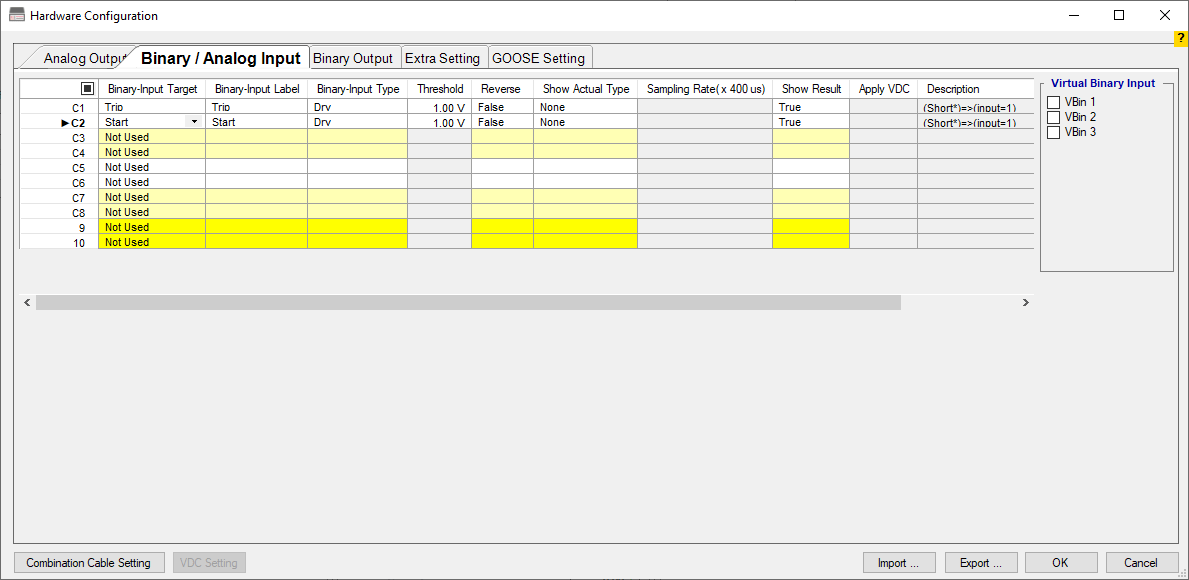 Hardware Configuration
?
Analog Output Binary / Analog Input Binary Output Extra Setting GOOSE Setting
Binary-Input Target Binary-Input Label Binary-Input Type Threshold Reverse Show Actual Type Sampling Rate( x 400 us) Show Result Apply VDC Description
C1 Trip Trip Dry 1.00 V False None True (Short*)=>(input=1)
C2 Start Start Dry 1.00 V False None True (Short*)=>(input=1)
C3 Not Used
C4 Not Used
C5 Not Used
C6 Not Used
C7 Not Used
C8 Not Used
9 Not Used
10 Not Used
Virtual Binary Input
VBin 1
VBin 2
VBin 3
Combination Cable Setting VDC Setting Import ... Export ... OK Cancel